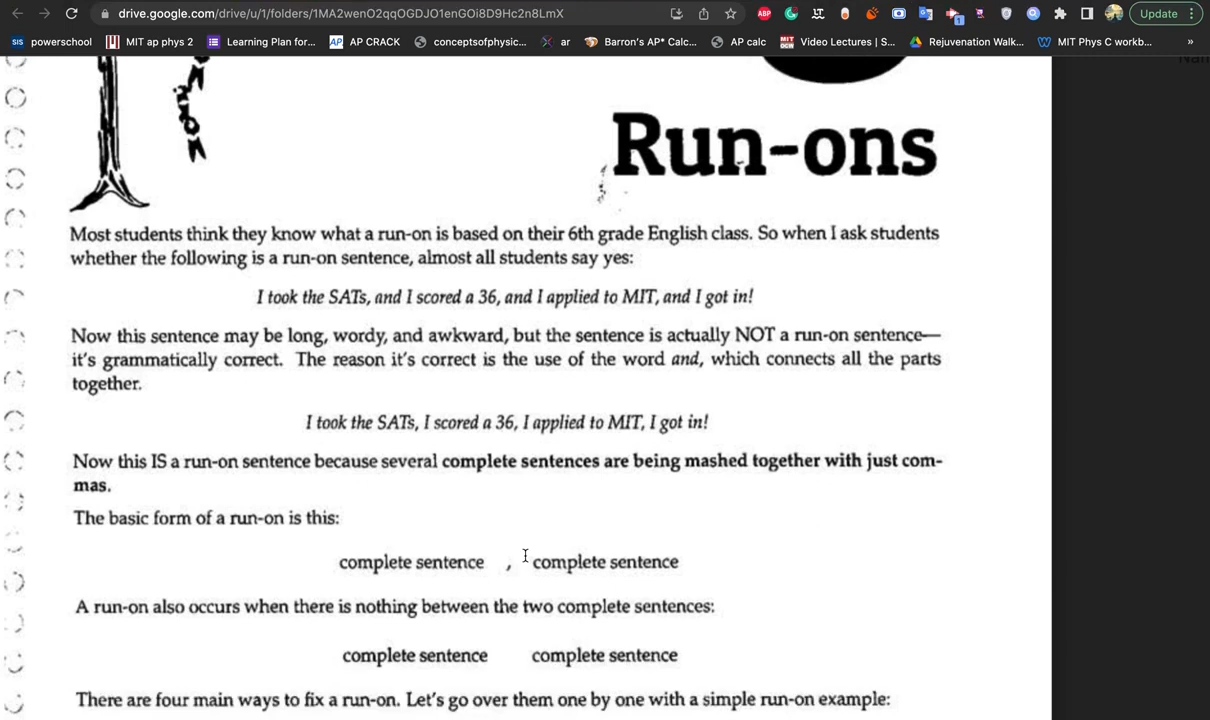 drive.google.com/drive/u/1/folders/1MA2wenO2qqOGDJO1enGOi8D9Hc2n8LmX
Update
powerschool
MIT ap phys 2
Learning Plan for...
AP CRACK
conceptsofphysic...
ar
Barron's AP* Calc...
AP calc
Video Lectures | S...
Rejuvenation Walk...
MIT Phys C workb...
»
Run-ons
Most students think they know what a run-on is based on their 6th grade English class. So when I ask students
whether the following is a run-on sentence, almost all students say yes:
I took the SATs, and I scored a 36, and I applied to MIT, and I got in!
Now this sentence may be long, wordy, and awkward, but the sentence is actually NOT a run-on sentence—
it's grammatically correct. The reason it's correct is the use of the word and, which connects all the parts
together.
I took the SATs, I scored a 36, I applied to MIT, I got in!
Now this IS a run-on sentence because several complete sentences are being mashed together with just com-
mas.
The basic form of a run-on is this:
complete sentence , complete sentence
A run-on also occurs when there is nothing between the two complete sentences:
complete sentence complete sentence
There are four main ways to fix a run-on. Let's go over them one by one with a simple run-on example: